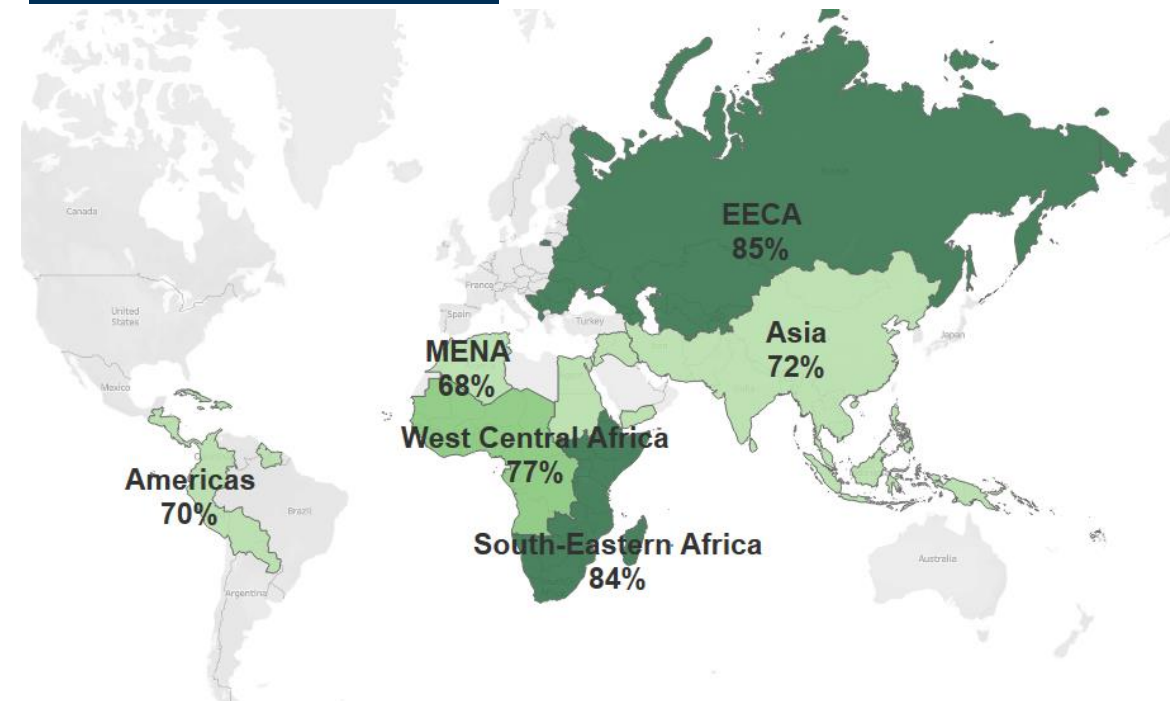 EECA
85%
Canada
France
United
States
Spain
Turkey
Asia
72%
Japan
MENA
68%
Mexico
West Central Africa
77%
Americas
70%
Brazil
South-Eastern Africa
84%
Australia
Argentina